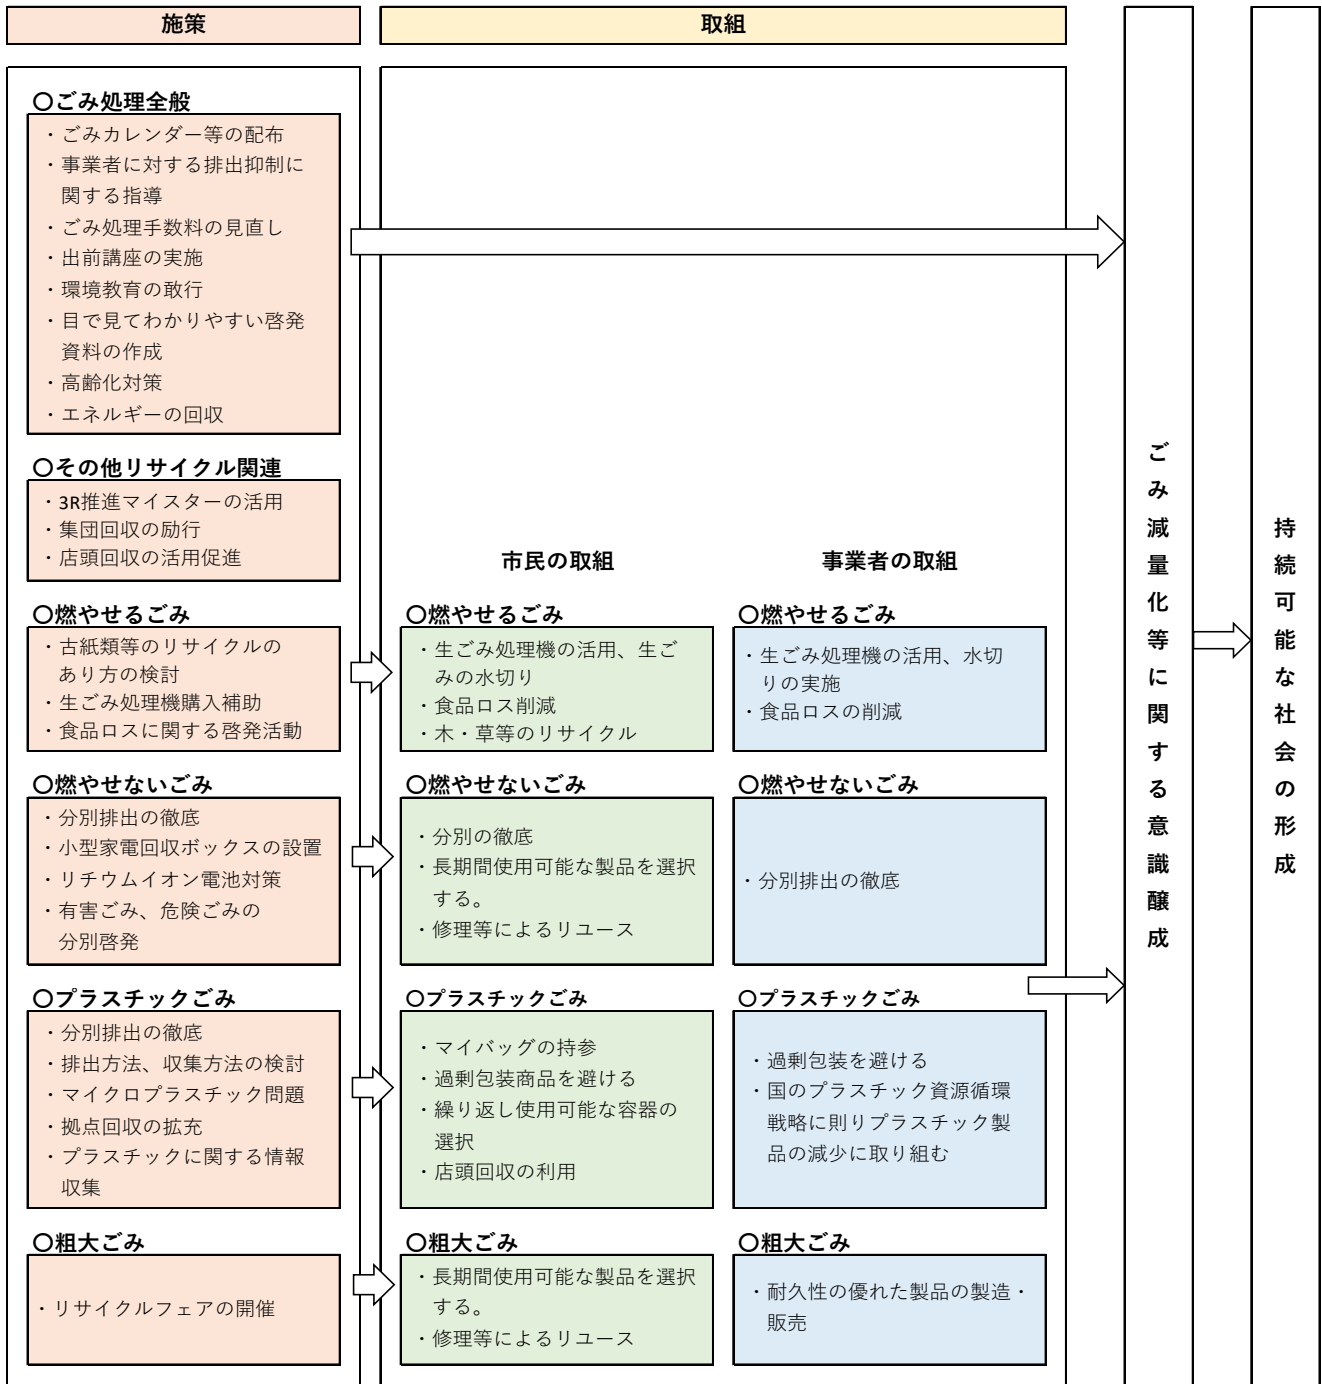 施策
取組
〇ごみ処理全般
・ごみカレンダー等の配布
・事業者に対する排出抑制に
関する指導
・ごみ処理手数料の見直し
・出前講座の実施
・環境教育の敢行
・目で見てわかりやすい啓発
資料の作成
・高齢化対策
・エネルギーの回収
〇その他リサイクル関連
・3R推進マイスターの活用
・集団回収の励行
・店頭回収の活用促進
〇燃やせるごみ
・古紙類等のリサイクルの
あり方の検討
・生ごみ処理機購入補助
・食品ロスに関する啓発活動
〇燃やせないごみ
・分別排出の徹底
・小型家電回収ボックスの設置
・リチウムイオン電池対策
・有害ごみ、危険ごみの
分別啓発
〇プラスチックごみ
・分別排出の徹底
・排出方法、収集方法の検討
・マイクロプラスチック問題
・拠点回収の拡充
・プラスチックに関する情報
収集
〇粗大ごみ
・リサイクルフェアの開催
市民の取組
〇燃やせるごみ
・生ごみ処理機の活用、生ご
みの水切り
・食品ロス削減
・木・草等のリサイクル
〇燃やせないごみ
・分別の徹底
・長期間使用可能な製品を選択
する。
・修理等によるリユース
〇プラスチックごみ
・マイバッグの持参
・過剰包装商品を避ける
・繰り返し使用可能な容器の
選択
・店頭回収の利用
〇粗大ごみ
・長期間使用可能な製品を選択
する。
・修理等によるリユース
事業者の取組
〇燃やせるごみ
・生ごみ処理機の活用、水切
りの実施
・食品ロスの削減
〇燃やせないごみ
・分別排出の徹底
〇プラスチックごみ
・過剰包装を避ける
・国のプラスチック資源循環
戦略に則りプラスチック製
品の減少に取り組む
〇粗大ごみ
・耐久性の優れた製品の製造・
販売
ごみ減量化等に関する意識醸成
持続可能な社会の形成